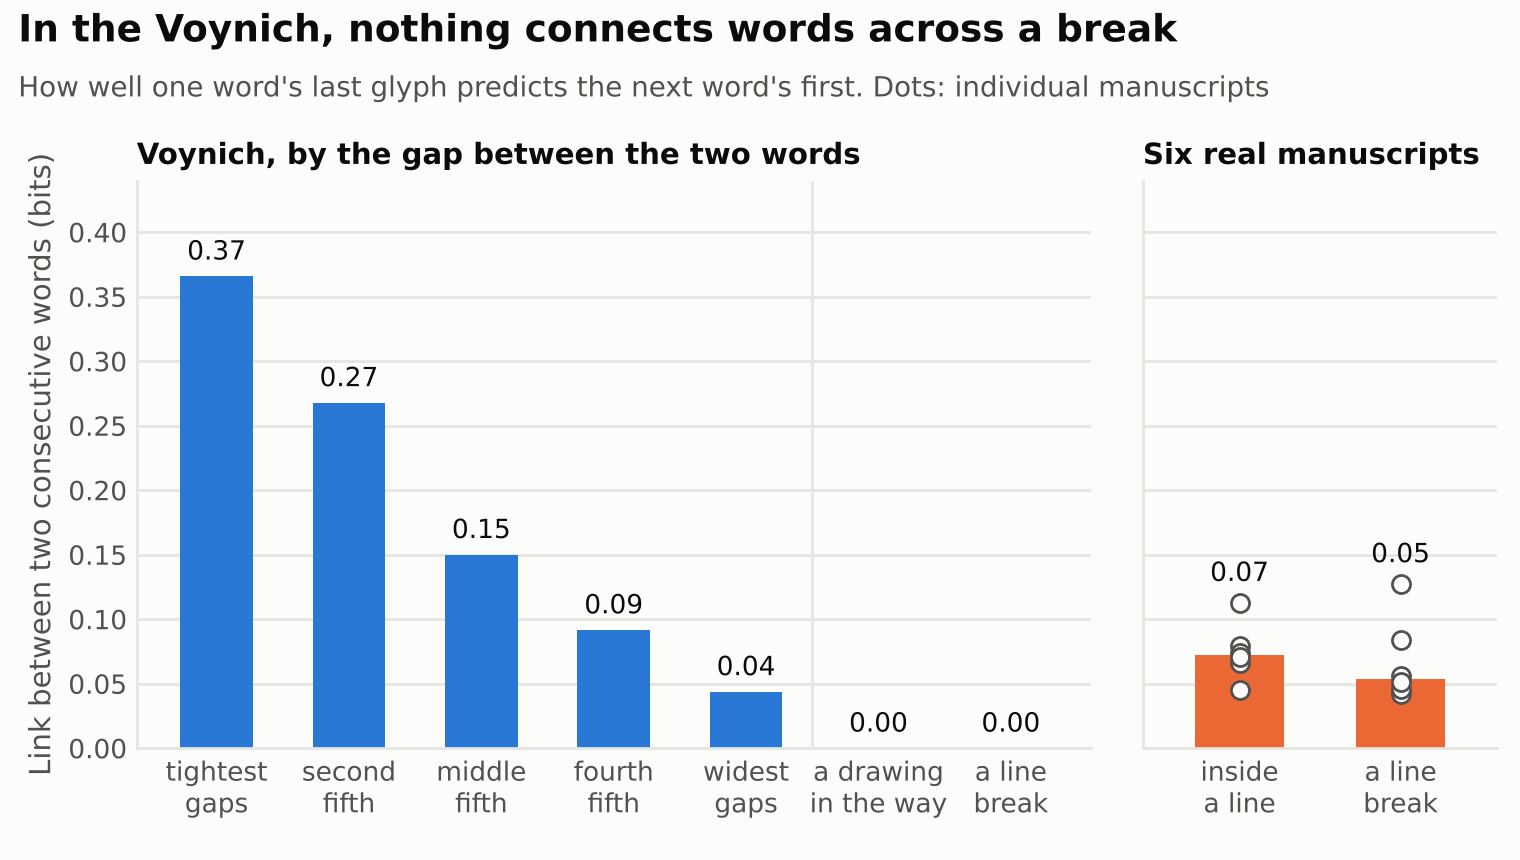 In the Voynich, nothing connects words across a break
How well one word's last glyph predicts the next word's first. Dots: individual manuscripts
Voynich, by the gap between the two words
Link between two consecutive words (bits)
0.40
0.35
0.30
0.25
0.20
0.15
0.10
0.05
0.00
0.37
0.27
0.15
0.09
0.04
0.00
0.00
tightest gaps
second fifth
middle fifth
fourth fifth
widest gaps
a drawing in the way
a line break
Six real manuscripts
0.07
0.05
inside a line
a line break